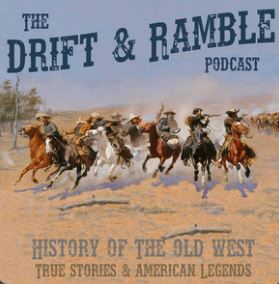 THE
DRIFT & RAMBLE
PODCAST
HISTORY OF THE OLD WEST
TRUE STORIES & AMERICAN LEGENDS